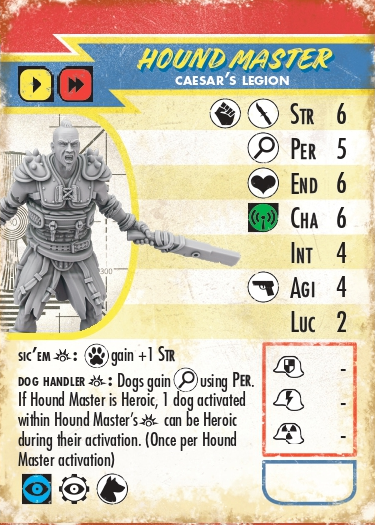 HOUND MASTER
CAESAR'S LEGION
STR 6
PER 5
END 6
CHA 6
INT 4
AGI 4
LUC 2
300
SIC'EM : gain +1 STR
DOG HANDLER : Dogs gain using PER.
If Hound Master is Heroic, 1 dog activated
within Hound Master's can be Heroic
during their activation. (Once per Hound
Master activation)
-
-
-